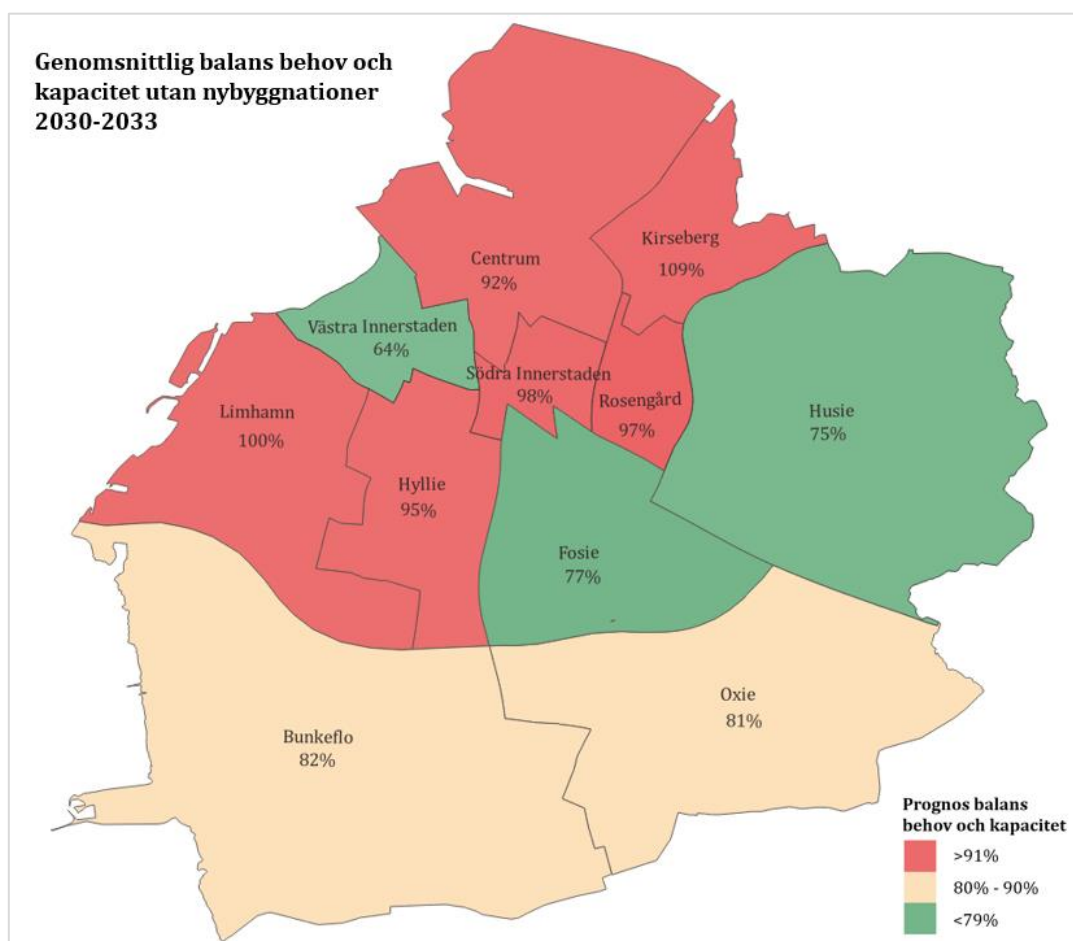 Genomsnittlig balans behov och
kapacitet utan nybyggnationer
2030-2033
Kirseberg
109%
Centrum
92%
Västra Innerstaden
64%
Södra Innerstaden
98%
Rosengård
97%
Limhamn
100%
Husie
75%
Hyllie
95%
Fosie
77%
Oxie
81%
Bunkeflo
82%
Prognos balans
behov och kapacitet
>91%
80% - 90%
<79%